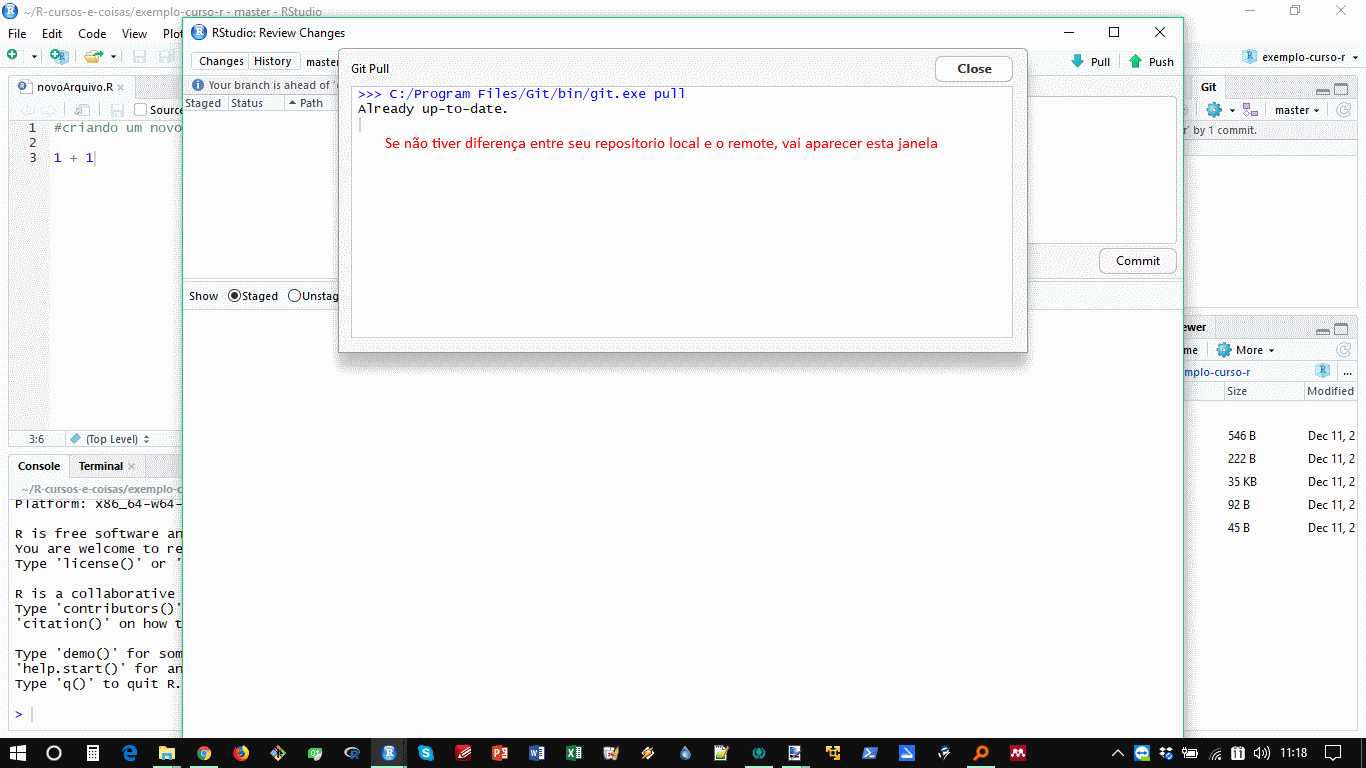 ~/R-cursos-e-coisas/exemplo-curso-r - master - RStudio
File Edit Code View Plo
RStudio: Review Changes
exemplo-curso-r
Changes History master
Pull Push
Your branch is ahead of '
Staged Status Path
Git Pull
Close
>>> C:/Program Files/Git/bin/git.exe pull
Already up-to-date.
Se não tiver diferença entre seu repositorio local e o remote, vai aparecer esta janela
Commit
Show Staged Unstag
novoArquivo.R
Source
1 #criando um novo
2
3 1 + 1
3:6 (Top Level)
Console Terminal
~/R-cursos-e-coisas/exemplo-c
Platform: x86_64-w64-
R is free software an
You are welcome to re
Type 'license()' or '
R is a collaborative
Type 'contributors()'
'citation()' on how t
Type 'demo()' for som
'help.start()' for an
Type 'q()' to quit R.
>
Git
master
r' by 1 commit.
ewer
me More
mplo-curso-r ...
Size Modified
546 B Dec 11, 2
222 B Dec 11, 2
35 KB Dec 11, 2
92 B Dec 11, 2
45 B Dec 11, 2
11:18